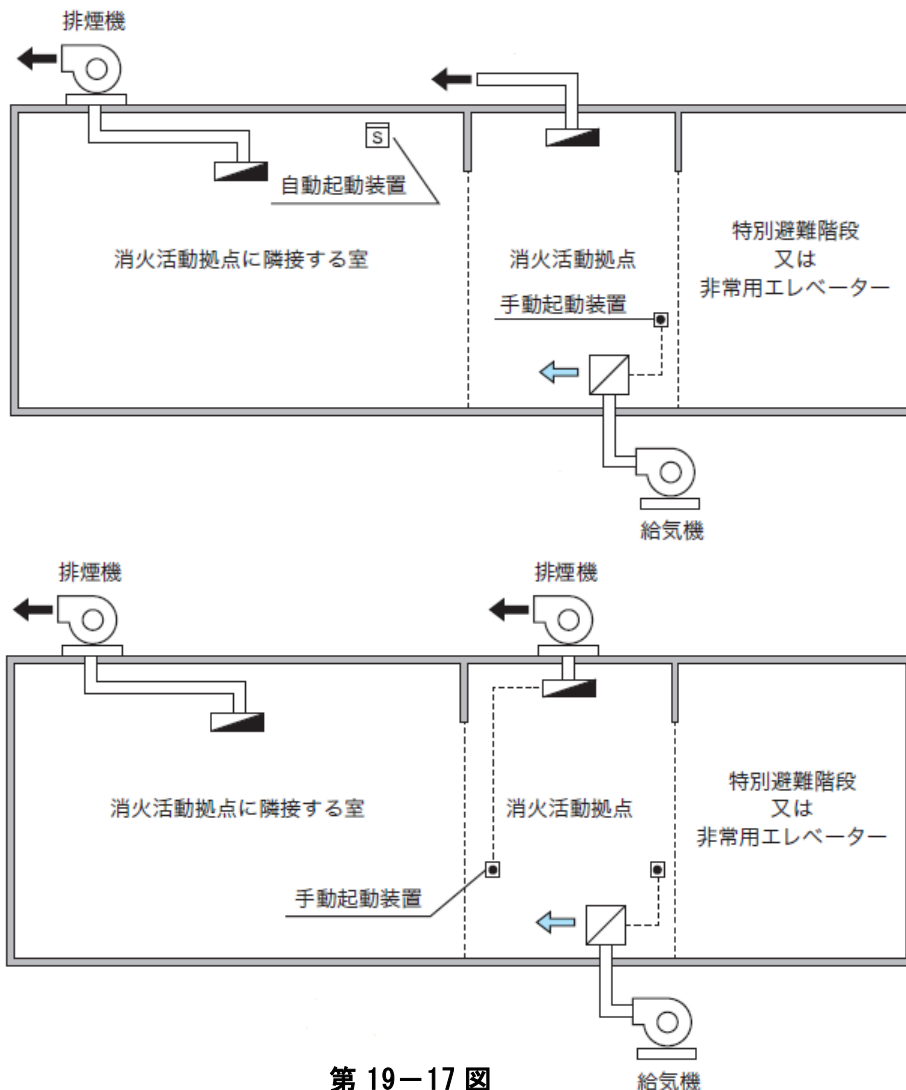 排煙機
S
自動起動装置
消火活動拠点に隣接する室
消火活動拠点
特別避難階段
又は
非常用エレベーター
手動起動装置
給気機
排煙機
排煙機
消火活動拠点に隣接する室
消火活動拠点
特別避難階段
又は
非常用エレベーター
手動起動装置
給気機
第 19－17 図